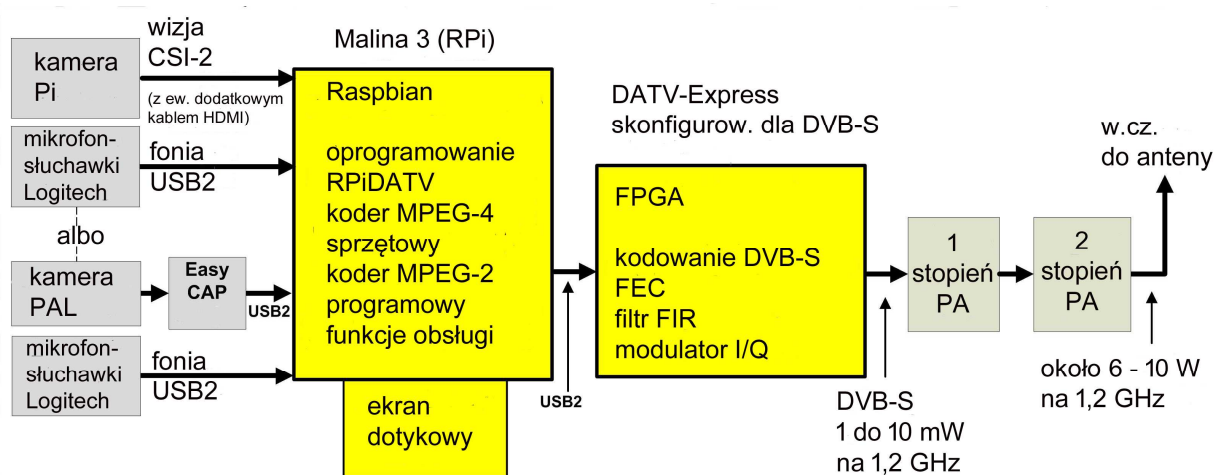 kamera
Pi
wizja
CSI-2
(z ew. dodatkowym
kablem HDMI)
mikrofon-
słuchawki
Logitech
fonia
USB2
albo
kamera
PAL
Easy
CAP
USB2
mikrofon-
słuchawki
Logitech
fonia
USB2
Malina 3 (RPi)
Raspbian
oprogramowanie
RPiDATV
koder MPEG-4
sprzętowy
koder MPEG-2
programowy
funkcje obsługi
ekran
dotykowy
USB2
DATV-Express
skonfigurow. dla DVB-S
FPGA
kodowanie DVB-S
FEC
filtr FIR
modulator I/Q
DVB-S
1 do 10 mW
na 1,2 GHz
1
stopień
PA
2
stopień
PA
w.cz.
do anteny
około 6 - 10 W
na 1,2 GHz